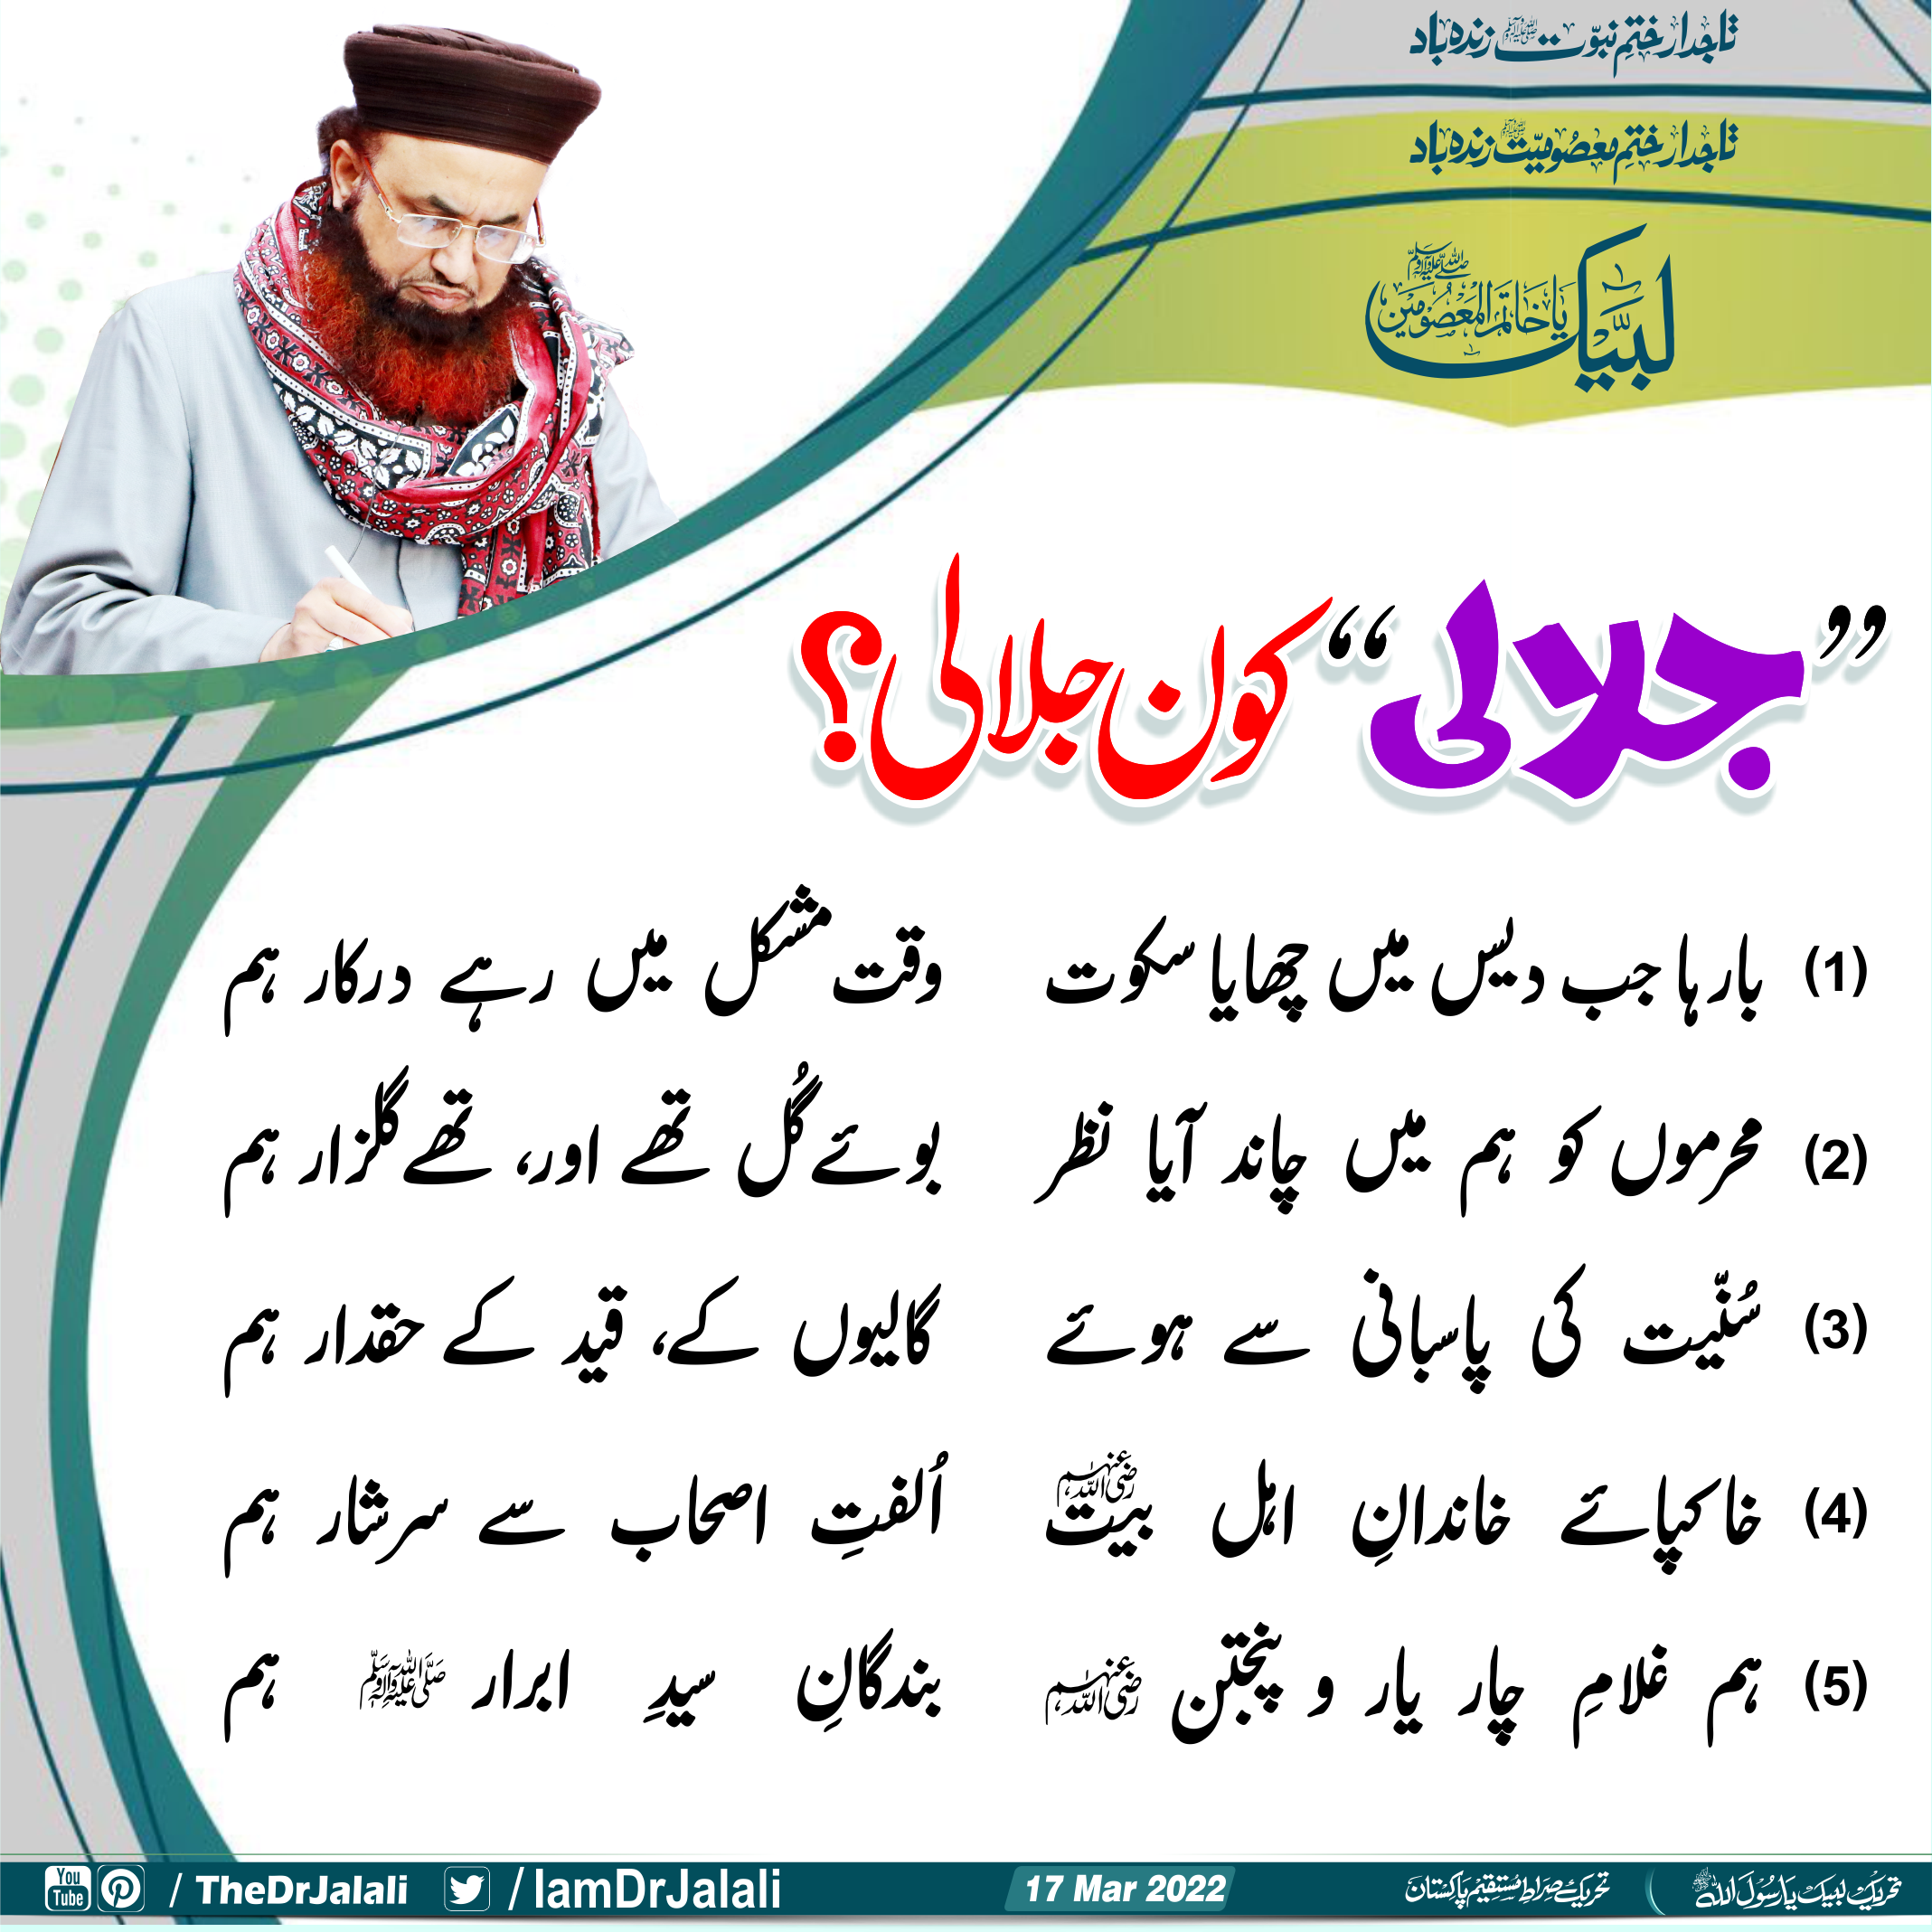 تاجدارِ ختمِ نبوّت ﷺ زندہ باد
تاجدارِ ختمِ معصومیّت ﷺ زندہ باد
لبّیک یا خاتم المعصومین ﷺ
”جلالی“ کون جلالی؟
(1) بارہا جب دیس میں چھایا سکوت وقت مشکل میں رہے درکار ہم
(2) محرموں کو ہم میں چاند آیا نظر بوئے گُل تھے اور، تھے گلزار ہم
(3) سُنّیت کی پاسبانی سے ہوئے گالیوں کے، قید کے حقدار ہم
(4) خاکپائے خاندانِ اہل بیت رضی اللہ عنہم اُلفتِ اصحاب سے سرشار ہم
(5) ہم غلامِ چار یار و پنجتن رضی اللہ عنہم بندگانِ سیدِ ابرار ﷺ ہم
You Tube / TheDrJalali / IamDrJalali 17 Mar 2022 تحریک صراط مستقیم پاکستان تحریک لبیک یا رسول اللہ ﷺ